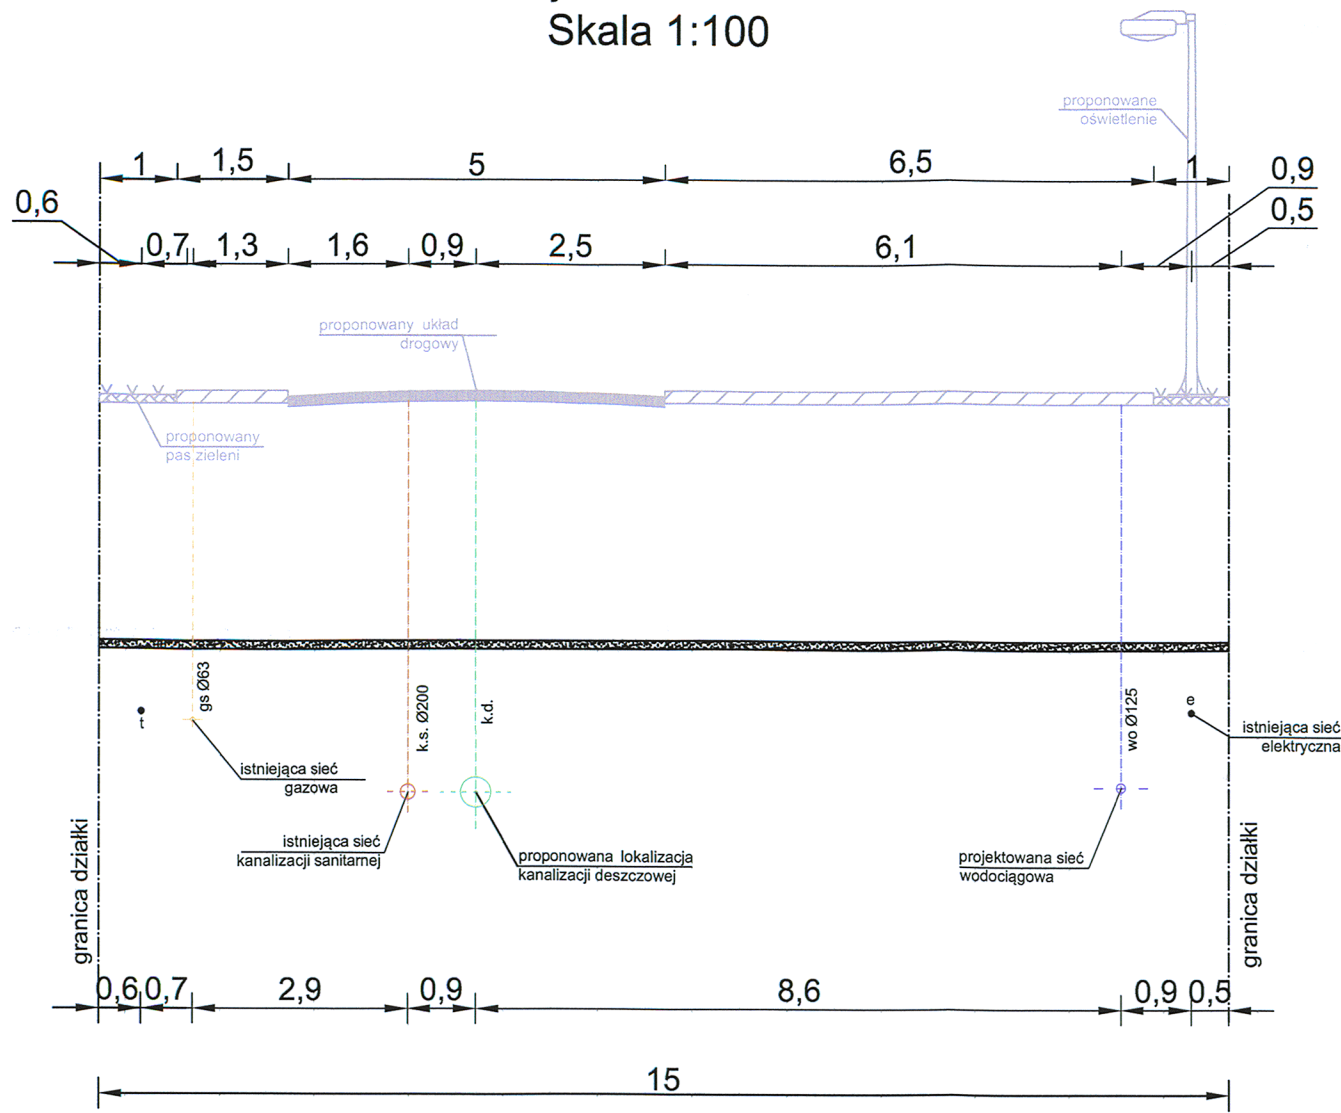 Skala 1:100
proponowane
oświetlenie
1
1,5
5
6,5
1
0,9
0,6
0,7
1,3
1,6
0,9
2,5
6,1
0,5
proponowany układ
drogowy
proponowany
pas zieleni
gs Ø63
k.s. Ø200
k.d.
wo Ø125
t
e
istniejąca sieć
elektryczna
istniejąca sieć
gazowa
istniejąca sieć
kanalizacji sanitarnej
proponowana lokalizacja
kanalizacji deszczowej
projektowana sieć
wodociągowa
granica działki
granica działki
0,6
0,7
2,9
0,9
8,6
0,9
0,5
15